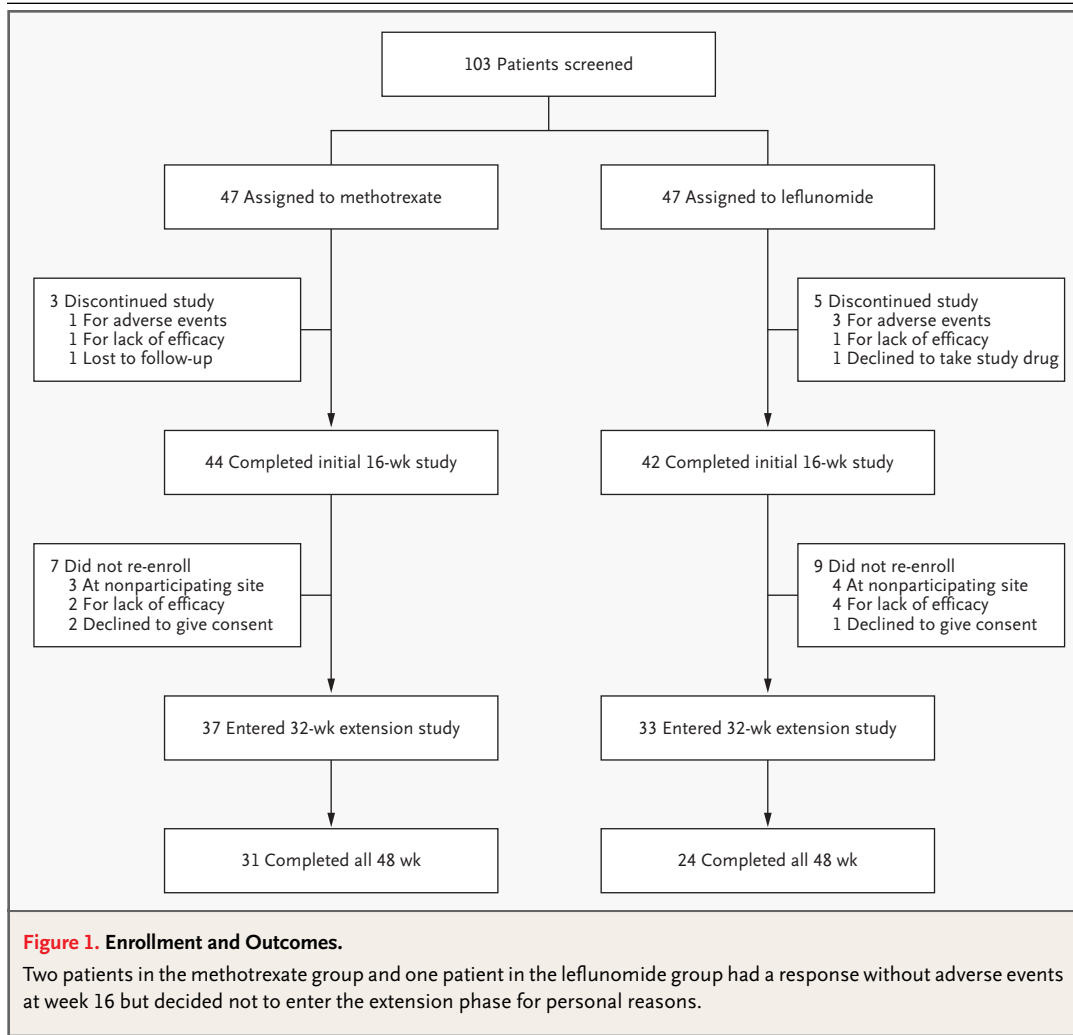 103 Patients screened
47 Assigned to methotrexate
47 Assigned to leflunomide
3 Discontinued study
1 For adverse events
1 For lack of efficacy
1 Lost to follow-up
5 Discontinued study
3 For adverse events
1 For lack of efficacy
1 Declined to take study drug
44 Completed initial 16-wk study
42 Completed initial 16-wk study
7 Did not re-enroll
3 At nonparticipating site
2 For lack of efficacy
2 Declined to give consent
9 Did not re-enroll
4 At nonparticipating site
4 For lack of efficacy
1 Declined to give consent
37 Entered 32-wk extension study
33 Entered 32-wk extension study
31 Completed all 48 wk
24 Completed all 48 wk
Figure 1. Enrollment and Outcomes.
Two patients in the methotrexate group and one patient in the leflunomide group had a response without adverse events
at week 16 but decided not to enter the extension phase for personal reasons.